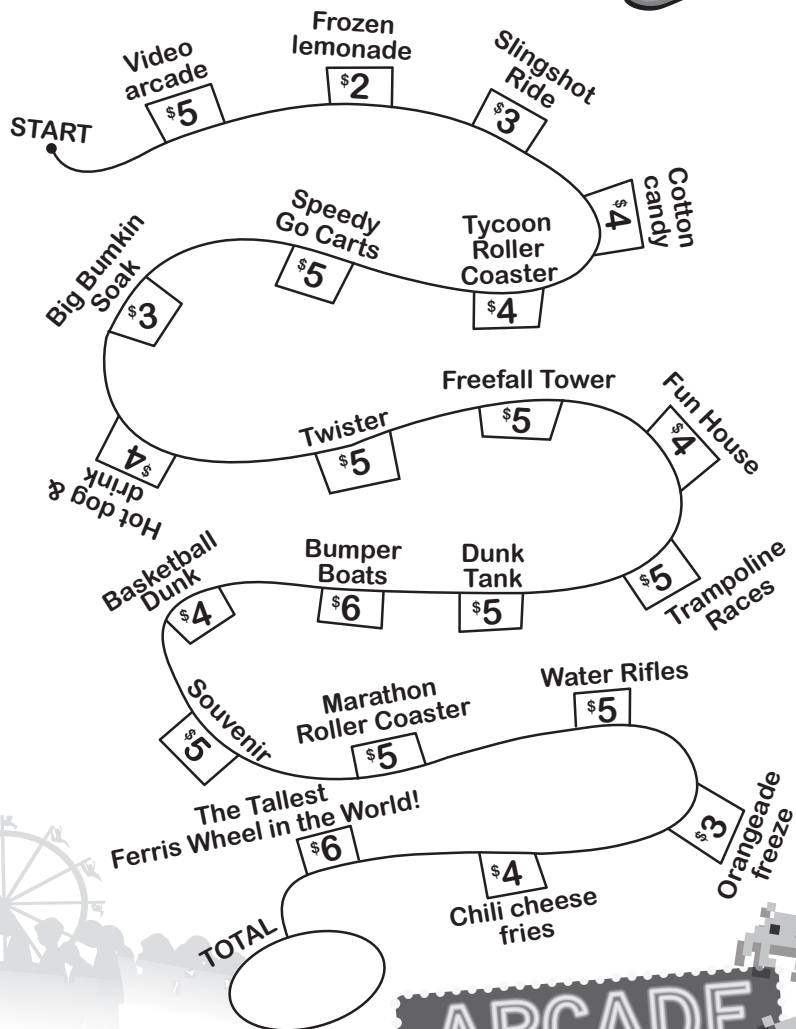 START
Video
arcade
$5
Frozen
lemonade
$2
Slingshot
Ride
$3
Cotton
candy
$4
Tycoon
Roller
Coaster
$4
Speedy
Go Carts
$5
Big Bumkin
Soak
$3
Hot dog &
drink
$4
Twister
$5
Freefall Tower
$5
Fun House
$4
Trampoline
Races
$5
Dunk
Tank
$5
Bumper
Boats
$6
Basketball
Dunk
$4
Souvenir
$5
Marathon
Roller Coaster
$5
Water Rifles
$5
Orangeade
freeze
$3
Chili cheese
fries
$4
The Tallest
Ferris Wheel in the World!
$6
TOTAL
ARCADE